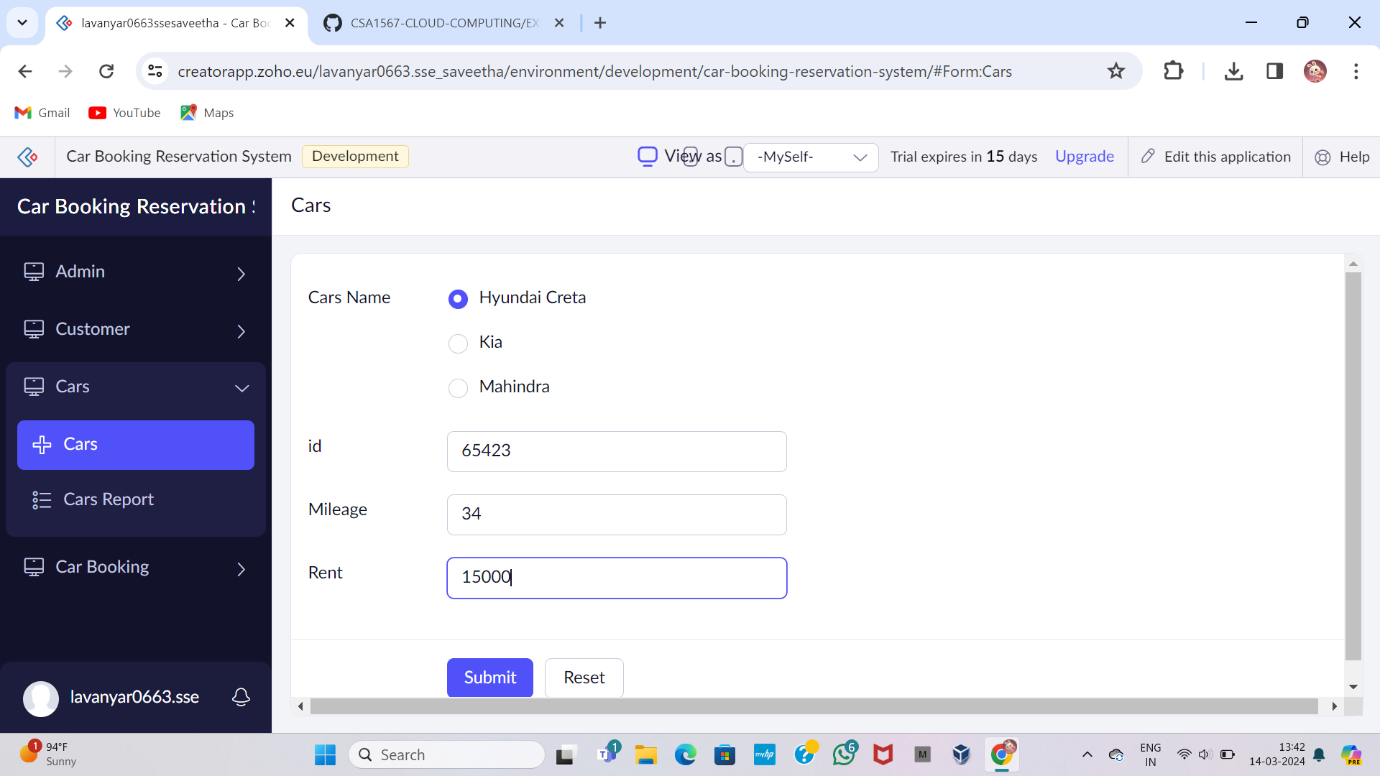 lavanyar0663ssesaveetha - Car Boo
CSA1567-CLOUD-COMPUTING/EX
creatorapp.zoho.eu/lavanyar0663.sse_saveetha/environment/development/car-booking-reservation-system/#Form:Cars
Gmail YouTube Maps
Car Booking Reservation System Development View as -MySelf- Trial expires in 15 days Upgrade Edit this application Help
Car Booking Reservation
Cars
Admin
Customer
Cars
Cars
Cars Report
Car Booking
lavanyar0663.sse
Cars Name Hyundai Creta
Kia
Mahindra
id 65423
Mileage 34
Rent 15000
Submit Reset
1 94°F
Sunny
Search
1
6
M
ENG
IN
13:42
14-03-2024
PRE